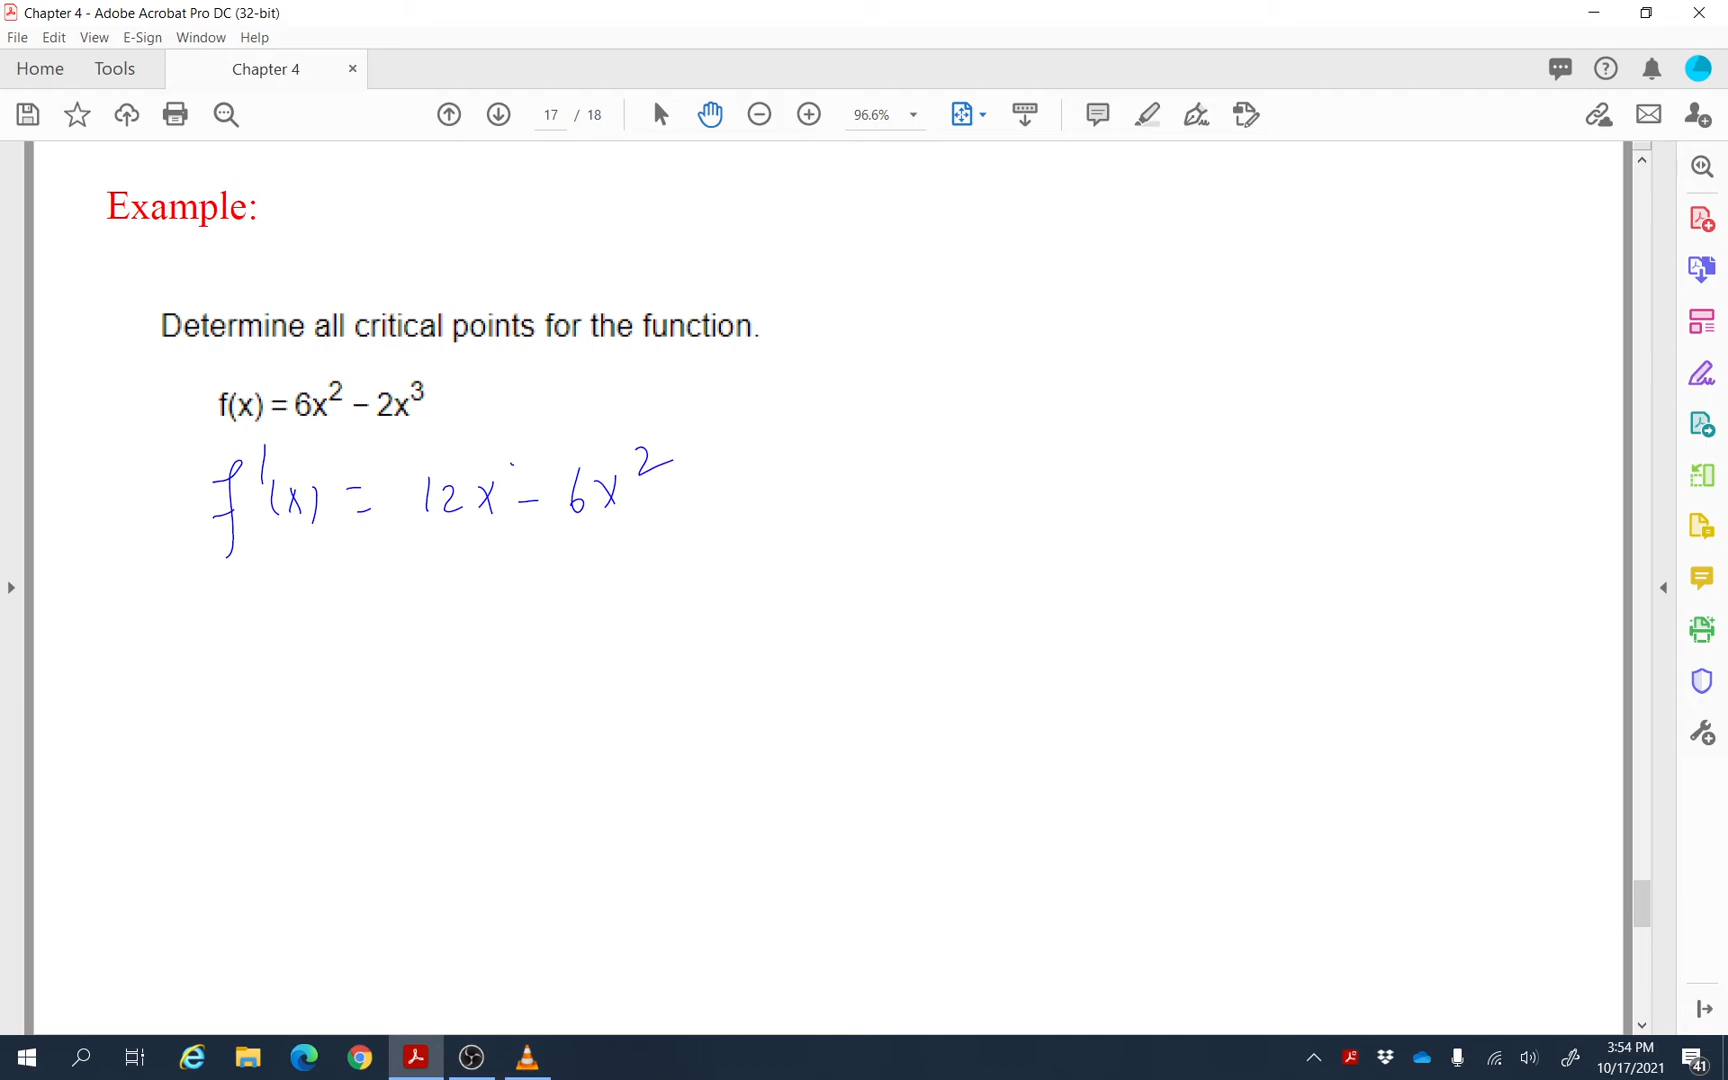 Chapter 4 - Adobe Acrobat Pro DC (32-bit)
File Edit View E-Sign Window Help
Home Tools Chapter 4 ×
17 / 18 96.6%
Example:
Determine all critical points for the function.
f(x) = 6x² − 2x³
f'(x) = 12x − 6x²
3:54 PM
10/17/2021
41